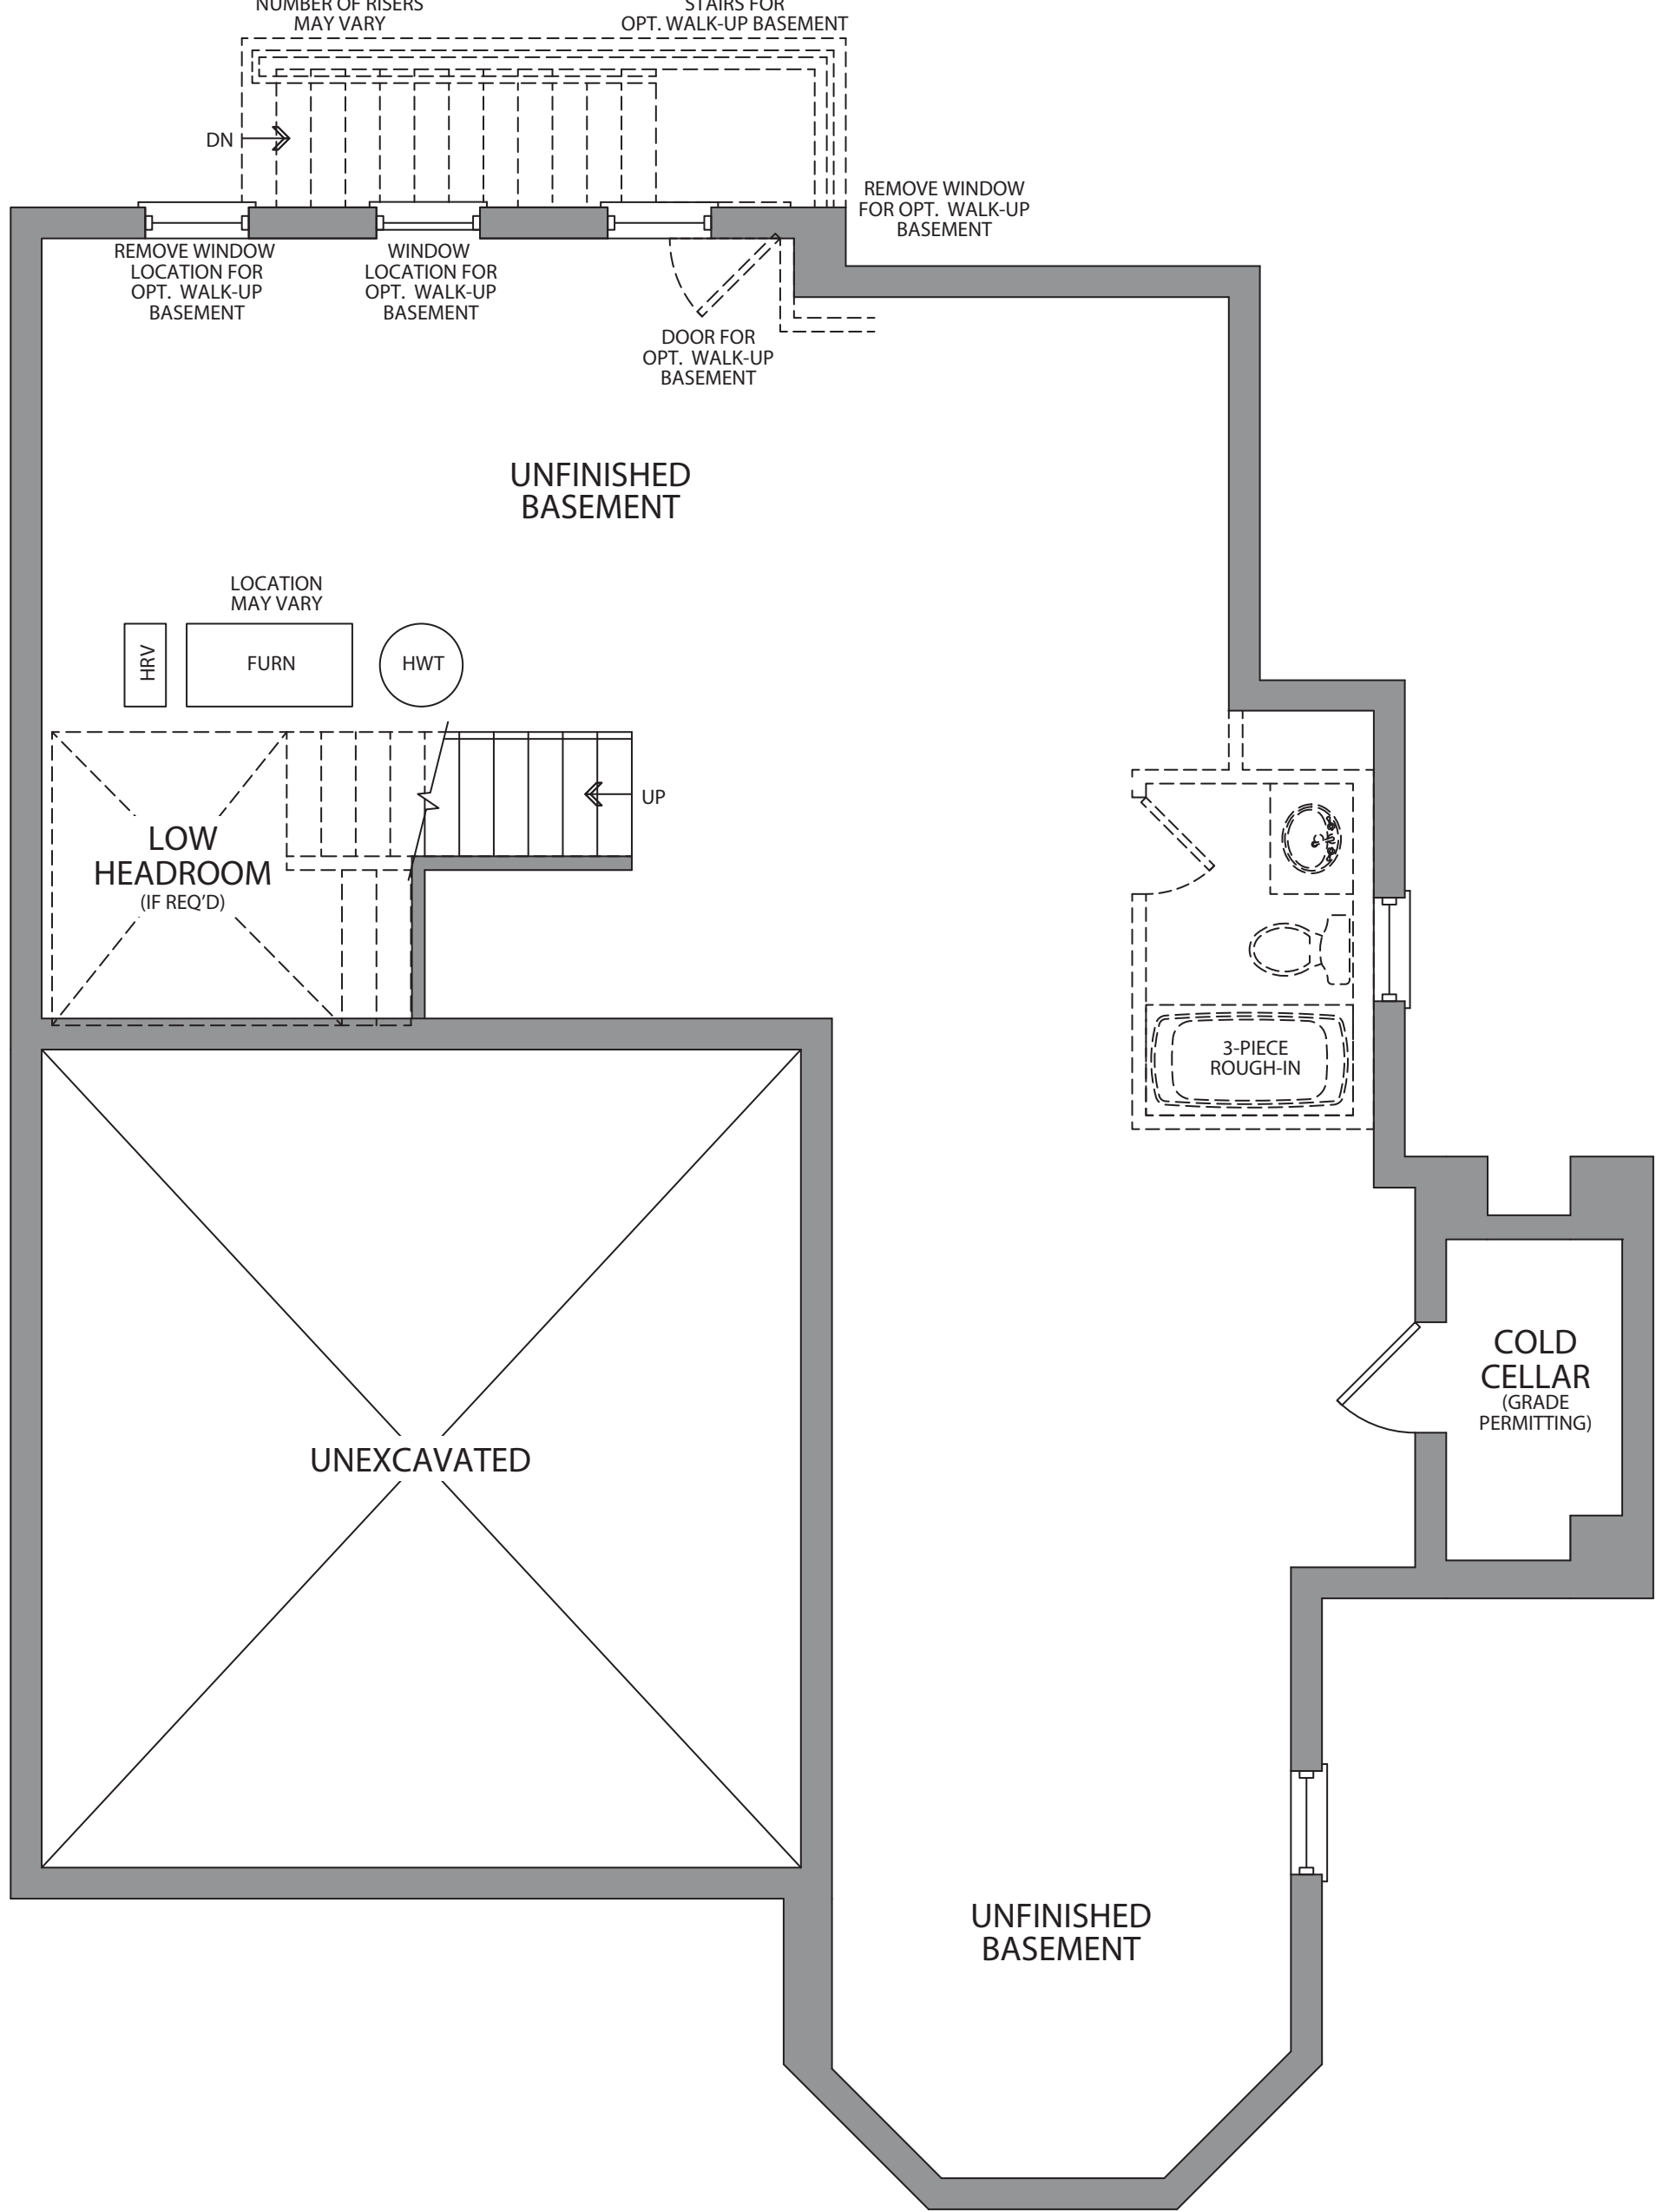 NUMBER OF RISERS
MAY VARY
STAIRS FOR
OPT. WALK-UP BASEMENT
DN
REMOVE WINDOW
FOR OPT. WALK-UP
BASEMENT
REMOVE WINDOW
LOCATION FOR
OPT. WALK-UP
BASEMENT
WINDOW
LOCATION FOR
OPT. WALK-UP
BASEMENT
DOOR FOR
OPT. WALK-UP
BASEMENT
UNFINISHED
BASEMENT
LOCATION
MAY VARY
HRV
FURN
HWT
UP
LOW
HEADROOM
(IF REQ'D)
3-PIECE
ROUGH-IN
COLD
CELLAR
(GRADE
PERMITTING)
UNEXCAVATED
UNFINISHED
BASEMENT